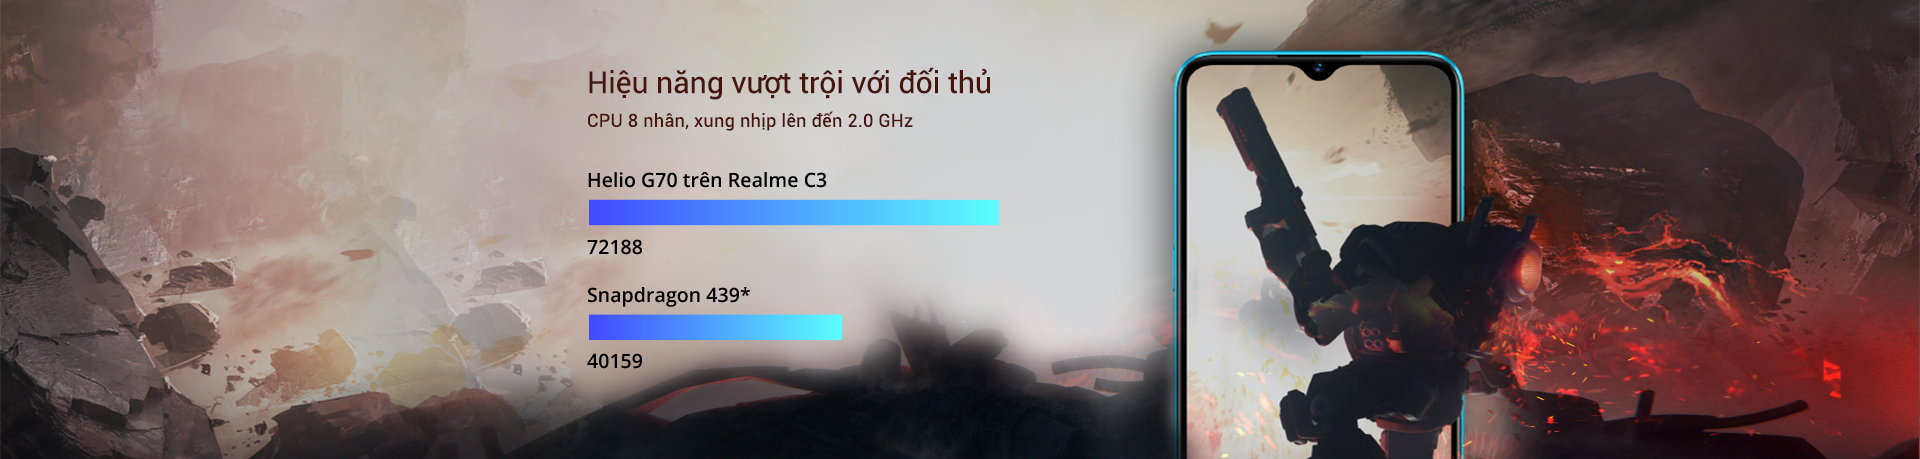 Hiệu năng vượt trội với đối thủ
CPU 8 nhân, xung nhịp lên đến 2.0 GHz
Helio G70 trên Realme C3
72188
Snapdragon 439*
40159